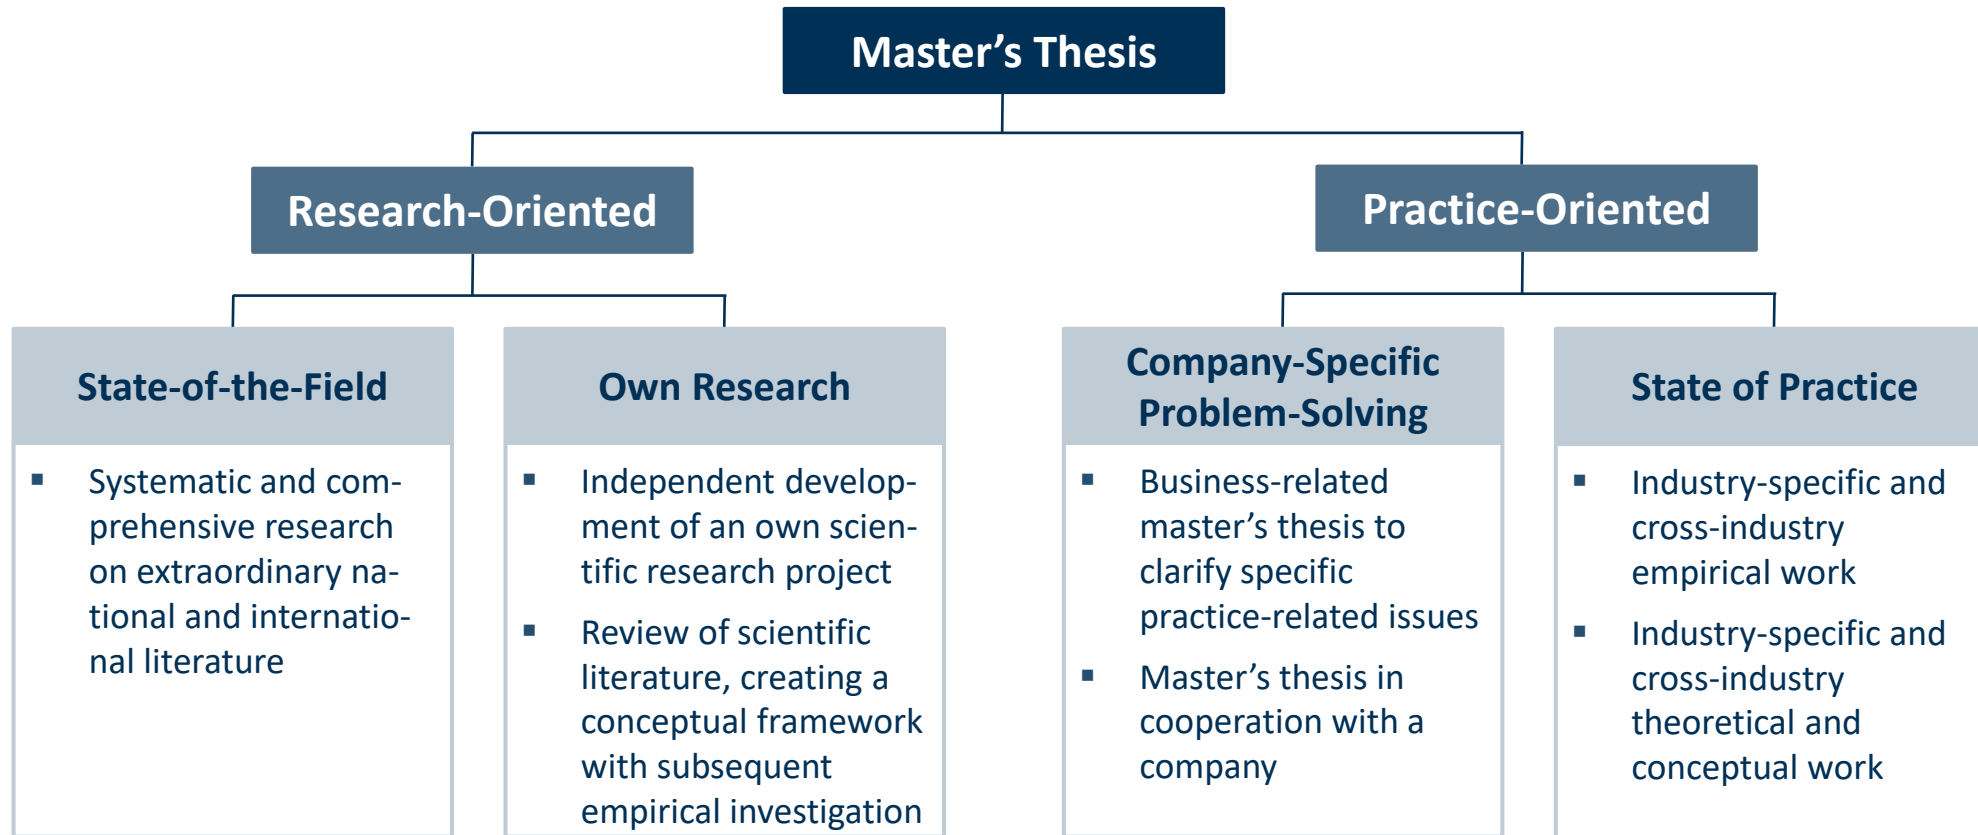 Master’s Thesis
Research-Oriented
Practice-Oriented
State-of-the-Field
▪ Systematic and com-
prehensive research
on extraordinary na-
tional and internatio-
nal literature
Own Research
▪ Independent develop-
ment of an own scien-
tific research project
▪ Review of scientific
literature, creating a
conceptual framework
with subsequent
empirical investigation
Company-Specific
Problem-Solving
▪ Business-related
master’s thesis to
clarify specific
practice-related issues
▪ Master’s thesis in
cooperation with a
company
State of Practice
▪ Industry-specific and
cross-industry
empirical work
▪ Industry-specific and
cross-industry
theoretical and
conceptual work